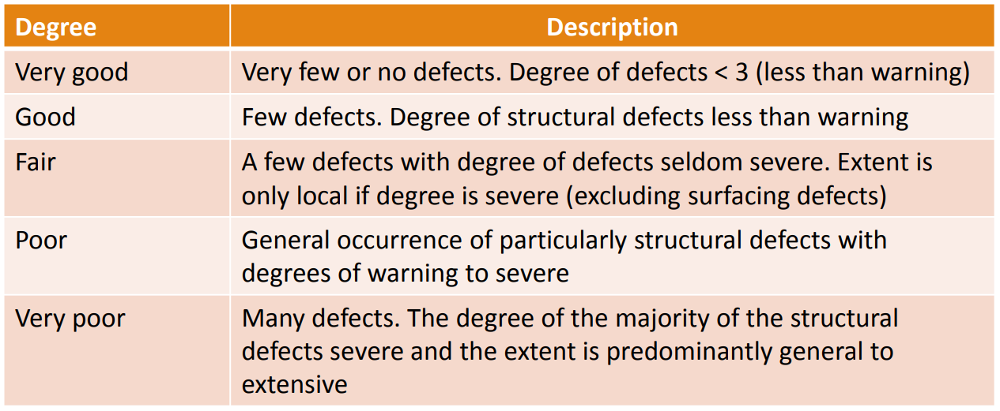 Degree Description
Very good Very few or no defects. Degree of defects < 3 (less than warning)
Good Few defects. Degree of structural defects less than warning
Fair A few defects with degree of defects seldom severe. Extent is
only local if degree is severe (excluding surfacing defects)
Poor General occurrence of particularly structural defects with
degrees of warning to severe
Very poor Many defects. The degree of the majority of the structural
defects severe and the extent is predominantly general to
extensive